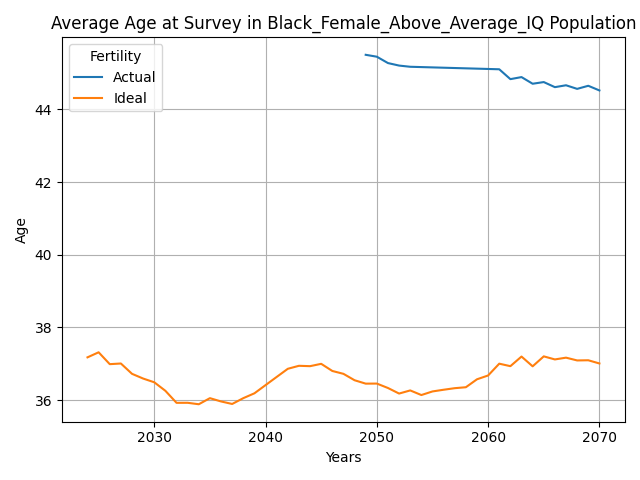 Average Age at Survey in Black_Female_Above_Average_IQ Population
Fertility
Actual
Ideal
Age
44
42
40
38
36
2030
2040
2050
2060
2070
Years